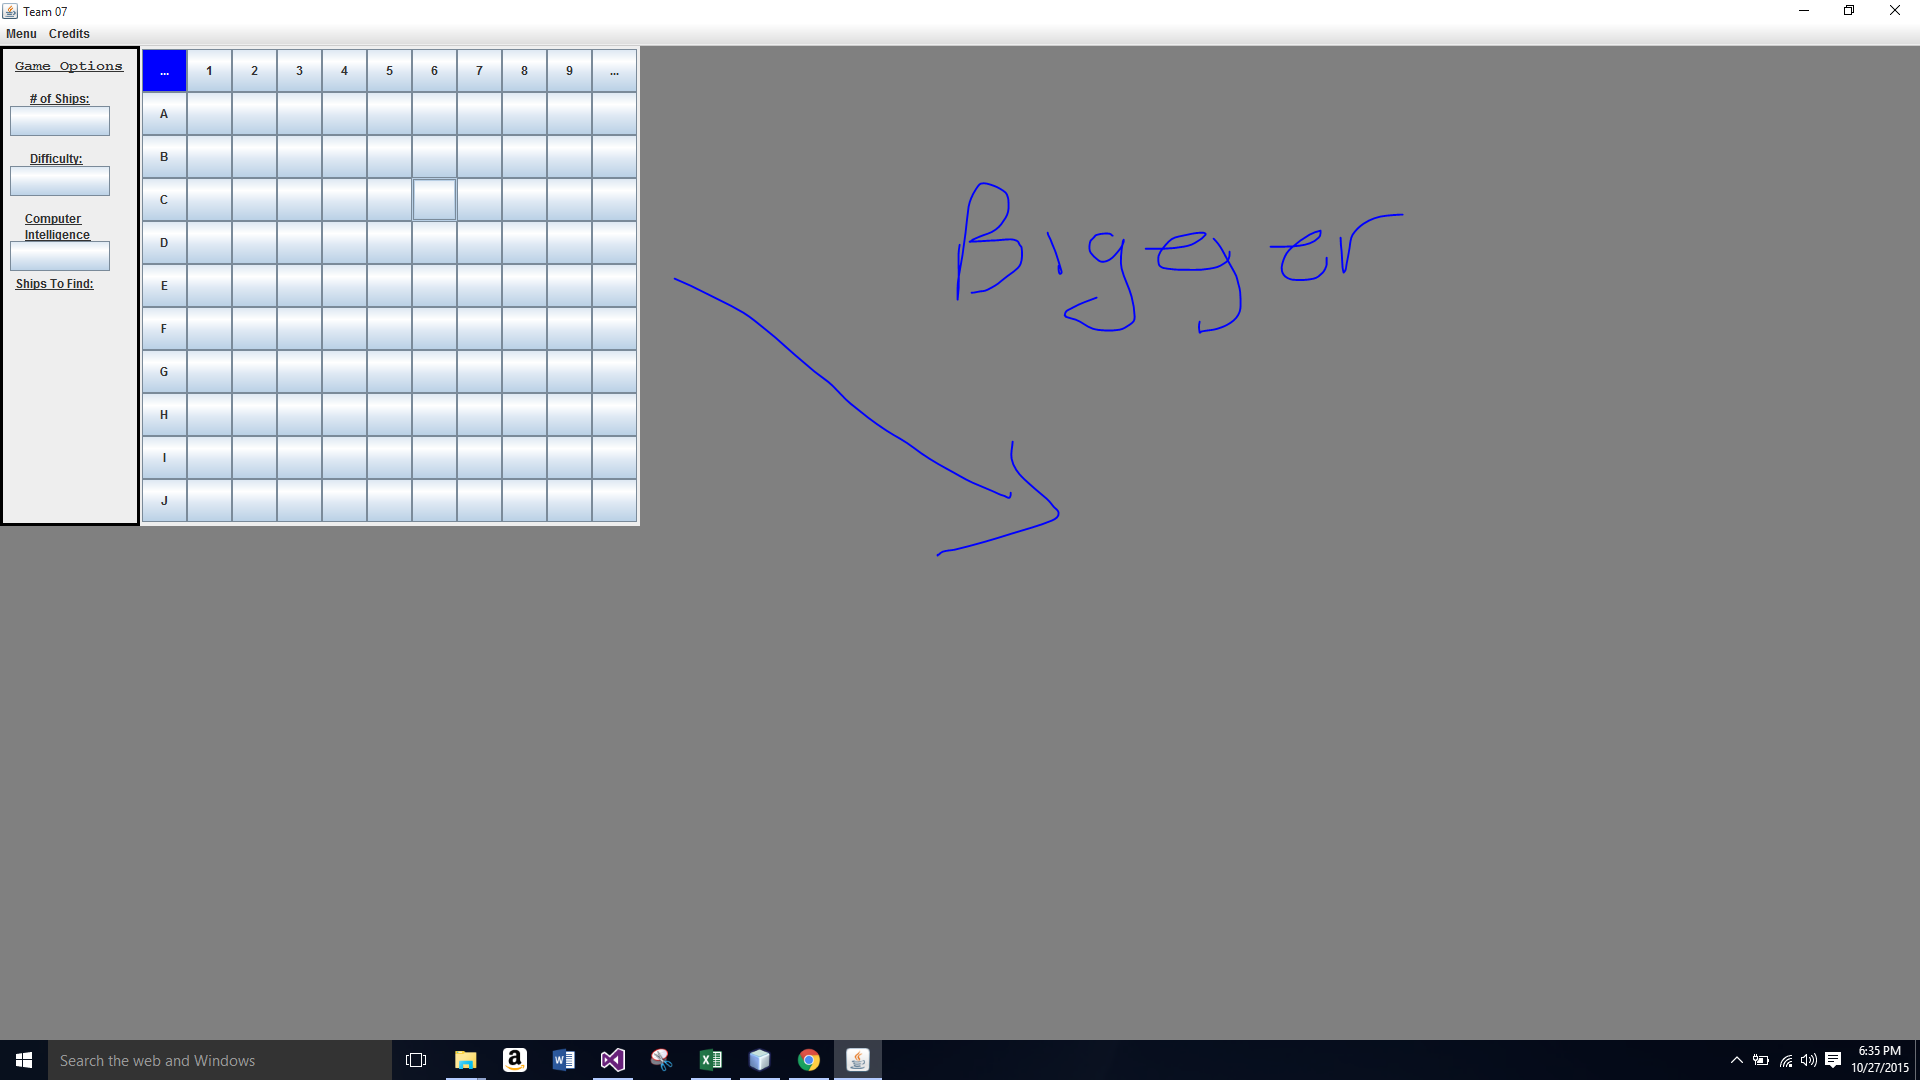 Team 07
Menu Credits
Game Options
# of Ships:
Difficulty:
Computer
Intelligence
Ships To Find:
... 1 2 3 4 5 6 7 8 9 ...
A
B
C
D
E
F
G
H
I
J
Bigger
Search the web and Windows
6:35 PM
10/27/2015